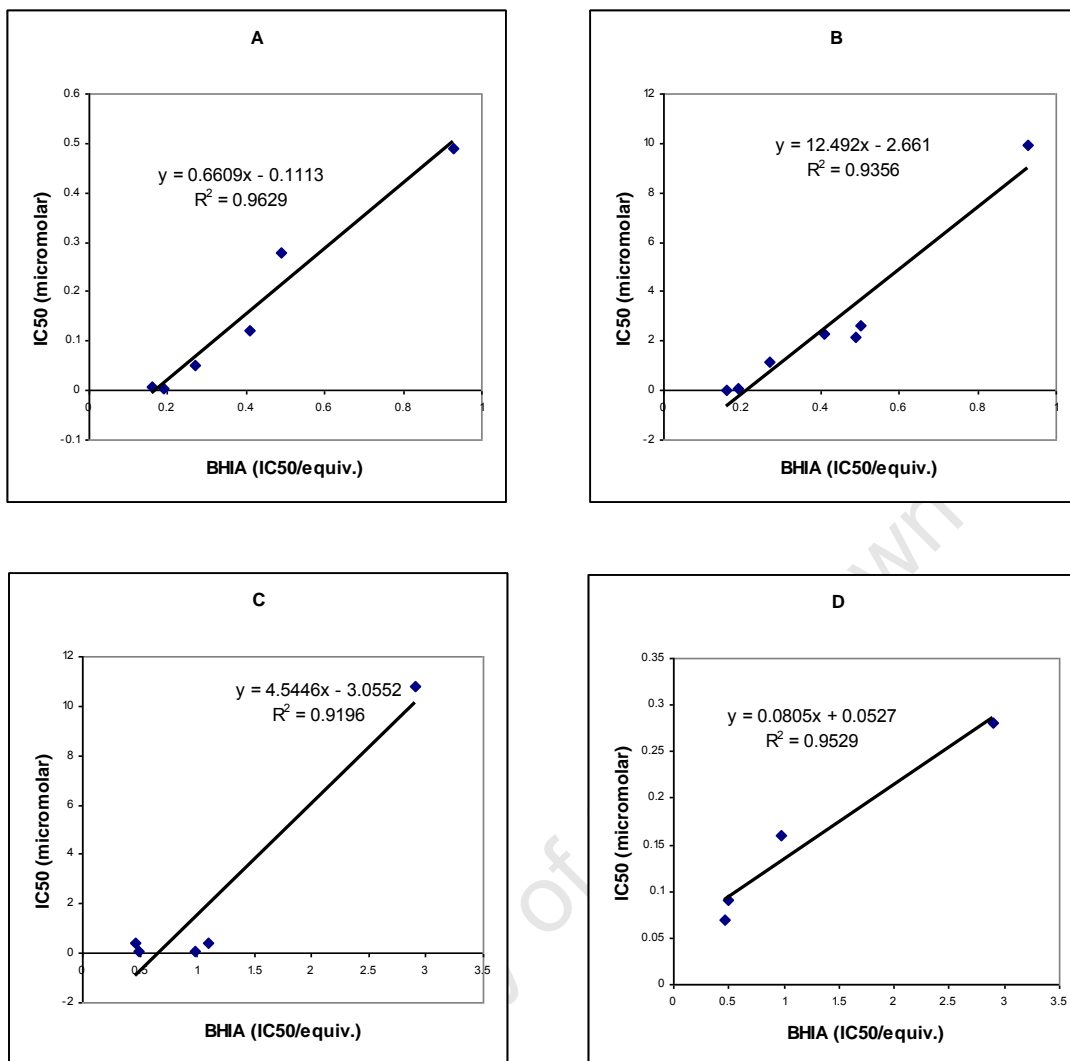 A
0.6
0.5
0.4
0.3
0.2
0.1
0
-0.1
0
0.2
0.4
0.6
0.8
1
y = 0.6609x - 0.1113
R² = 0.9629
IC50 (micromolar)
BHIA (IC50/equiv.)
B
12
10
8
6
4
2
0
-2
0
0.2
0.4
0.6
0.8
1
y = 12.492x - 2.661
R² = 0.9356
IC50 (micromolar)
BHIA (IC50/equiv.)
C
12
10
8
6
4
2
0
-2
0
0.5
1
1.5
2
2.5
3
3.5
y = 4.5446x - 3.0552
R² = 0.9196
IC50 (micromolar)
BHIA (IC50/equiv.)
D
0.35
0.3
0.25
0.2
0.15
0.1
0.05
0
0
0.5
1
1.5
2
2.5
3
3.5
y = 0.0805x + 0.0527
R² = 0.9529
IC50 (micromolar)
BHIA (IC50/equiv.)
of